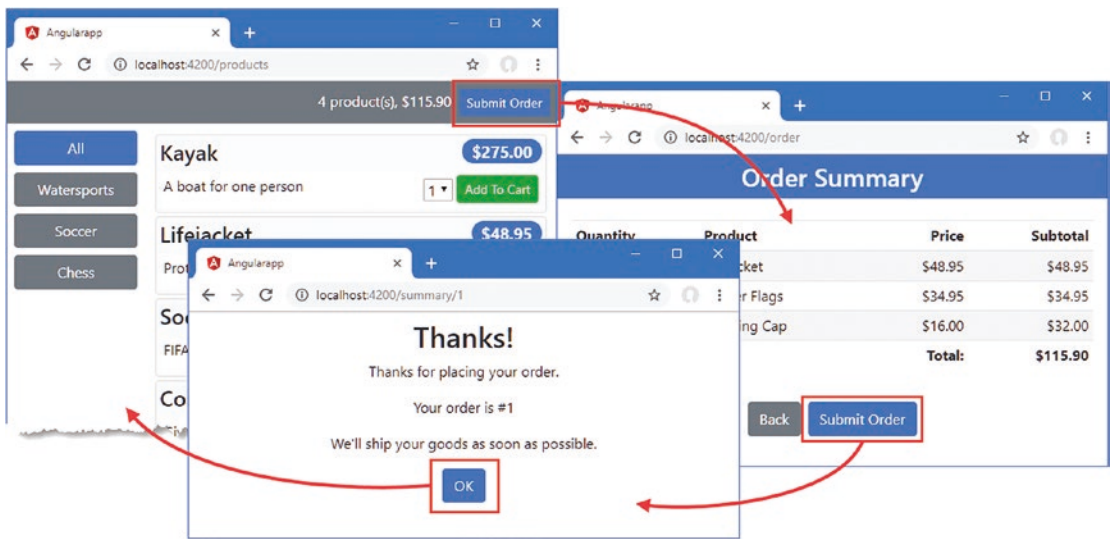 Angularapp
localhost:4200/products
4 product(s), $115.90 Submit Order
All
Watersports
Soccer
Chess
Kayak $275.00
A boat for one person 1 Add To Cart
Lifejacket $48.95
Angularapp
localhost:4200/order
Order Summary
Quantity Product Price Subtotal
$48.95 $48.95
Flags $34.95 $34.95
Cap $16.00 $32.00
Total: $115.90
Back Submit Order
Angularapp
localhost:4200/summary/1
Thanks!
Thanks for placing your order.
Your order is #1
We'll ship your goods as soon as possible.
OK
FIFA